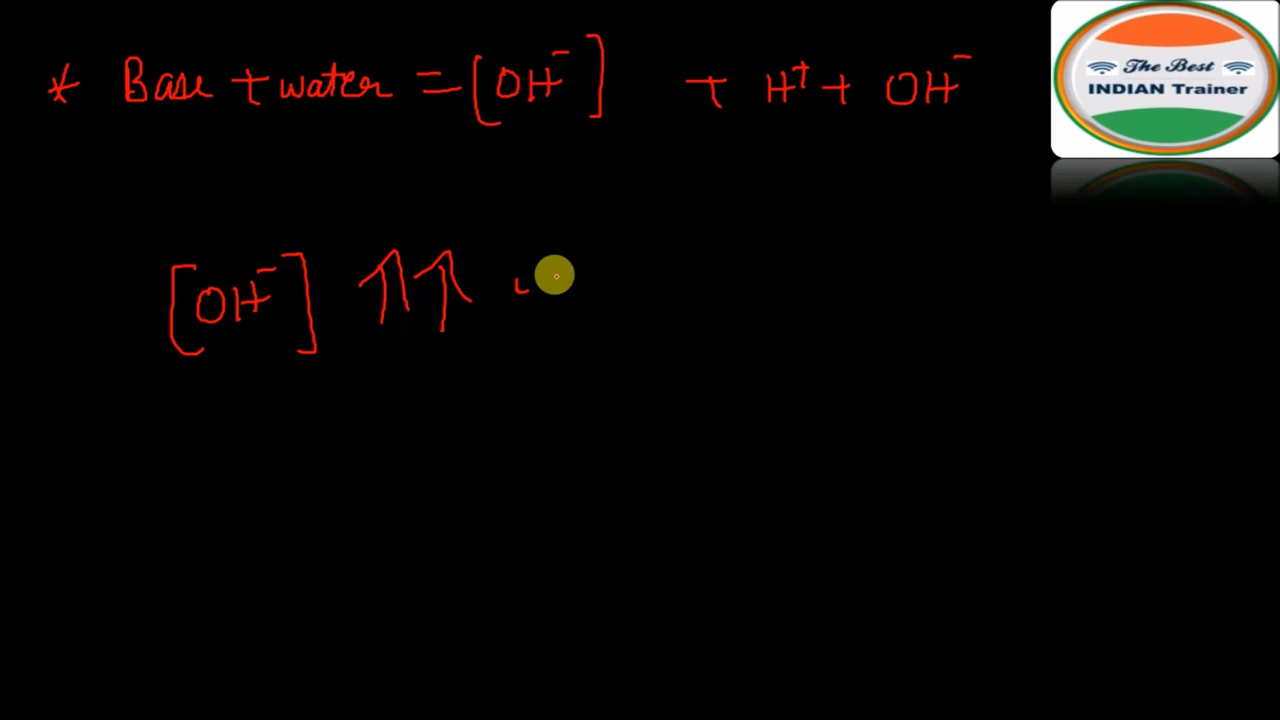 * Base + water = [OH⁻] + H⁺ + OH⁻
The Best
INDIAN Trainer
[OH⁻] ↑↑